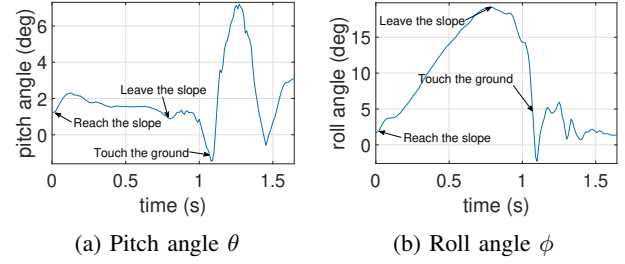 pitch angle (deg)
6
4
2
0
Leave the slope
Reach the slope
Touch the ground
0
0.5
1
1.5
time (s)
(a) Pitch angle θ
roll angle (deg)
15
10
5
0
Leave the slope
Touch the ground
Reach the slope
0
0.5
1
1.5
time (s)
(b) Roll angle ϕ